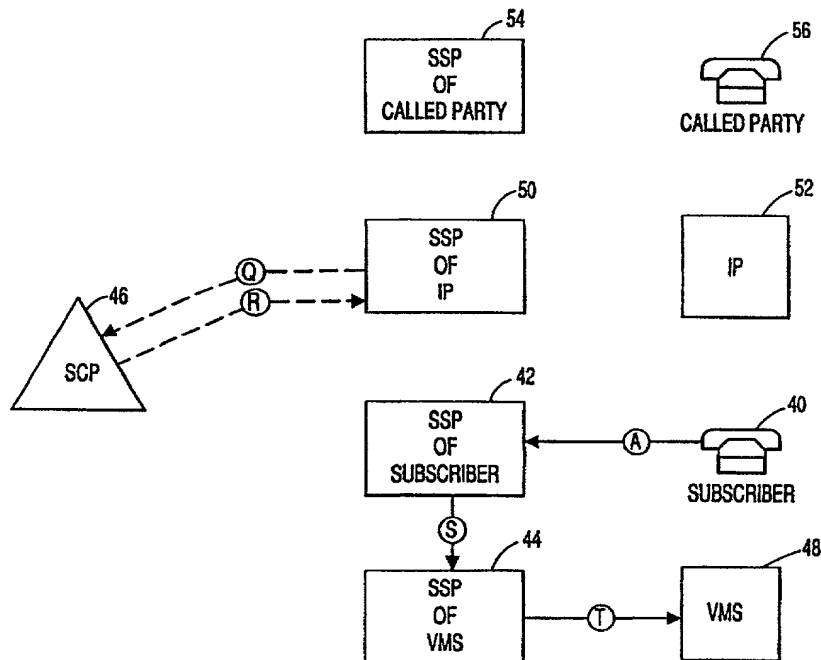 54
SSP
OF
CALLED PARTY
56
CALLED PARTY
50
SSP
OF
IP
52
IP
Q
R
46
SCP
42
SSP
OF
SUBSCRIBER
A
40
SUBSCRIBER
S
44
SSP
OF
VMS
T
48
VMS